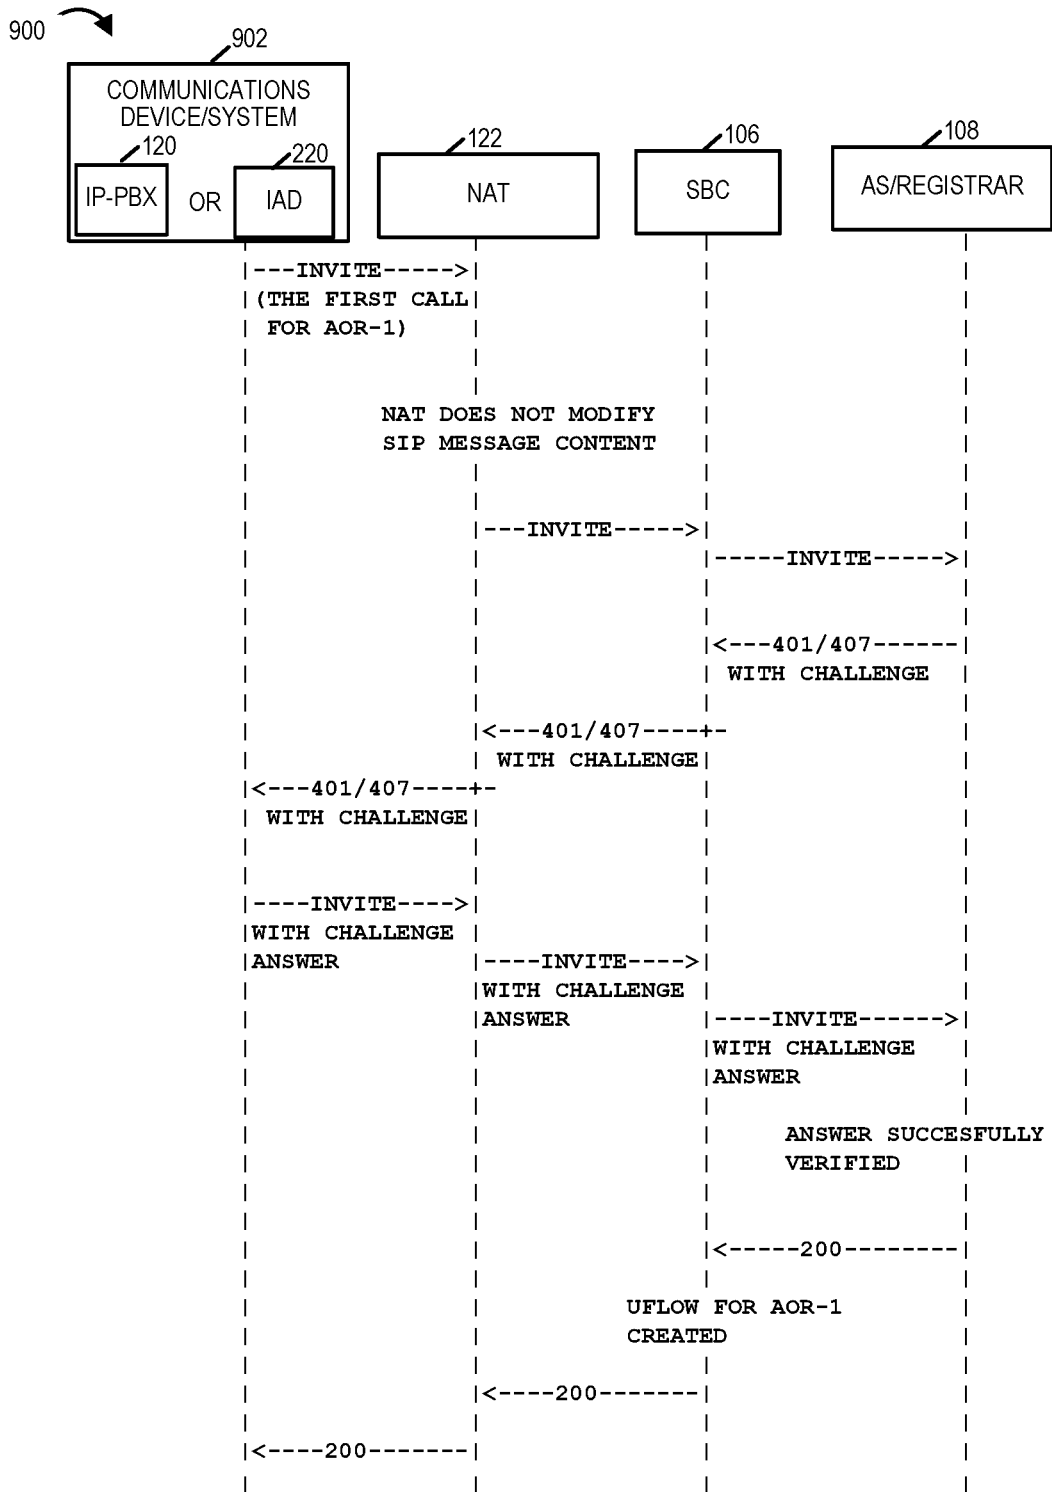 900
902
COMMUNICATIONS
DEVICE/SYSTEM
120
220
IP-PBX OR IAD
122
NAT
106
SBC
108
AS/REGISTRAR
|---INVITE----->|
(THE FIRST CALL
FOR AOR-1)
NAT DOES NOT MODIFY
SIP MESSAGE CONTENT
|---INVITE----->|
|-----INVITE----->|
|<---401/407------|
WITH CHALLENGE
|<---401/407----+-
WITH CHALLENGE
|<---401/407----+-
WITH CHALLENGE
|----INVITE---->|
WITH CHALLENGE
ANSWER
|----INVITE---->|
WITH CHALLENGE
ANSWER
|----INVITE------>|
WITH CHALLENGE
ANSWER
ANSWER SUCCESFULLY
VERIFIED
|<-----200--------|
UFLOW FOR AOR-1
CREATED
|<----200-------|
|<----200-------|